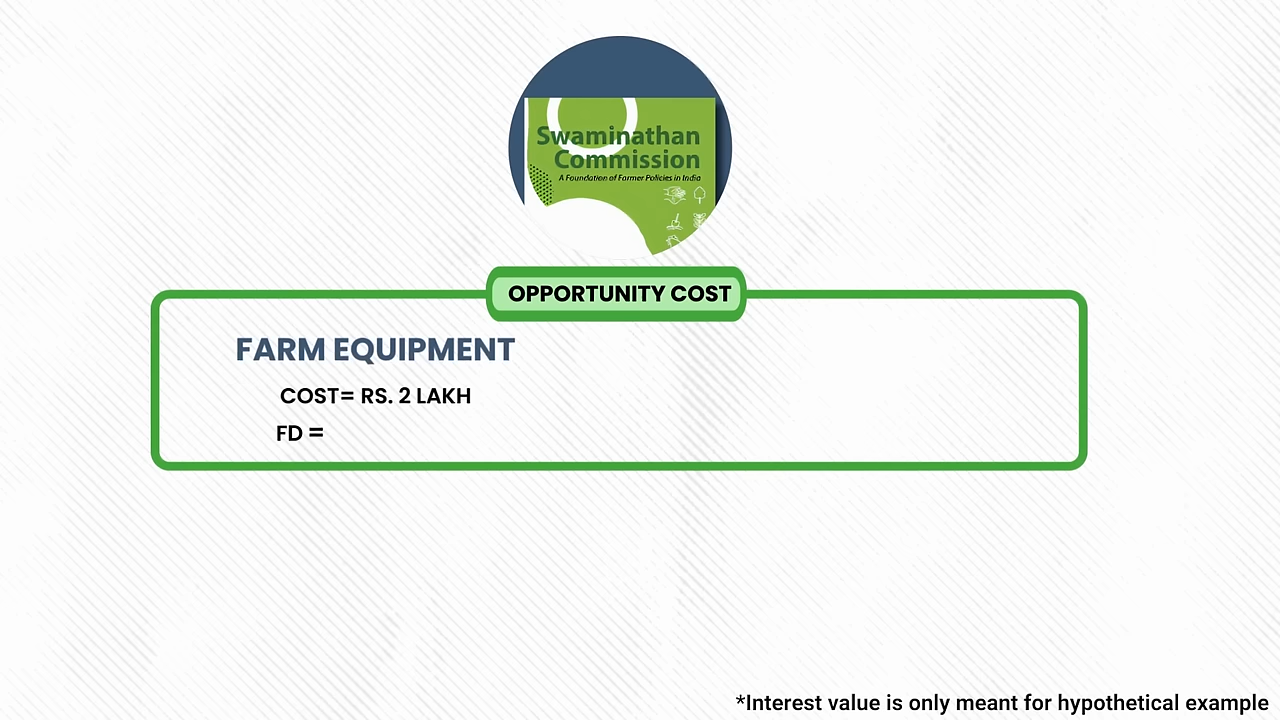 Swaminathan
Commission
A Foundation of Farmer Policies in India
OPPORTUNITY COST
FARM EQUIPMENT
COST= RS. 2 LAKH
FD =
*Interest value is only meant for hypothetical example